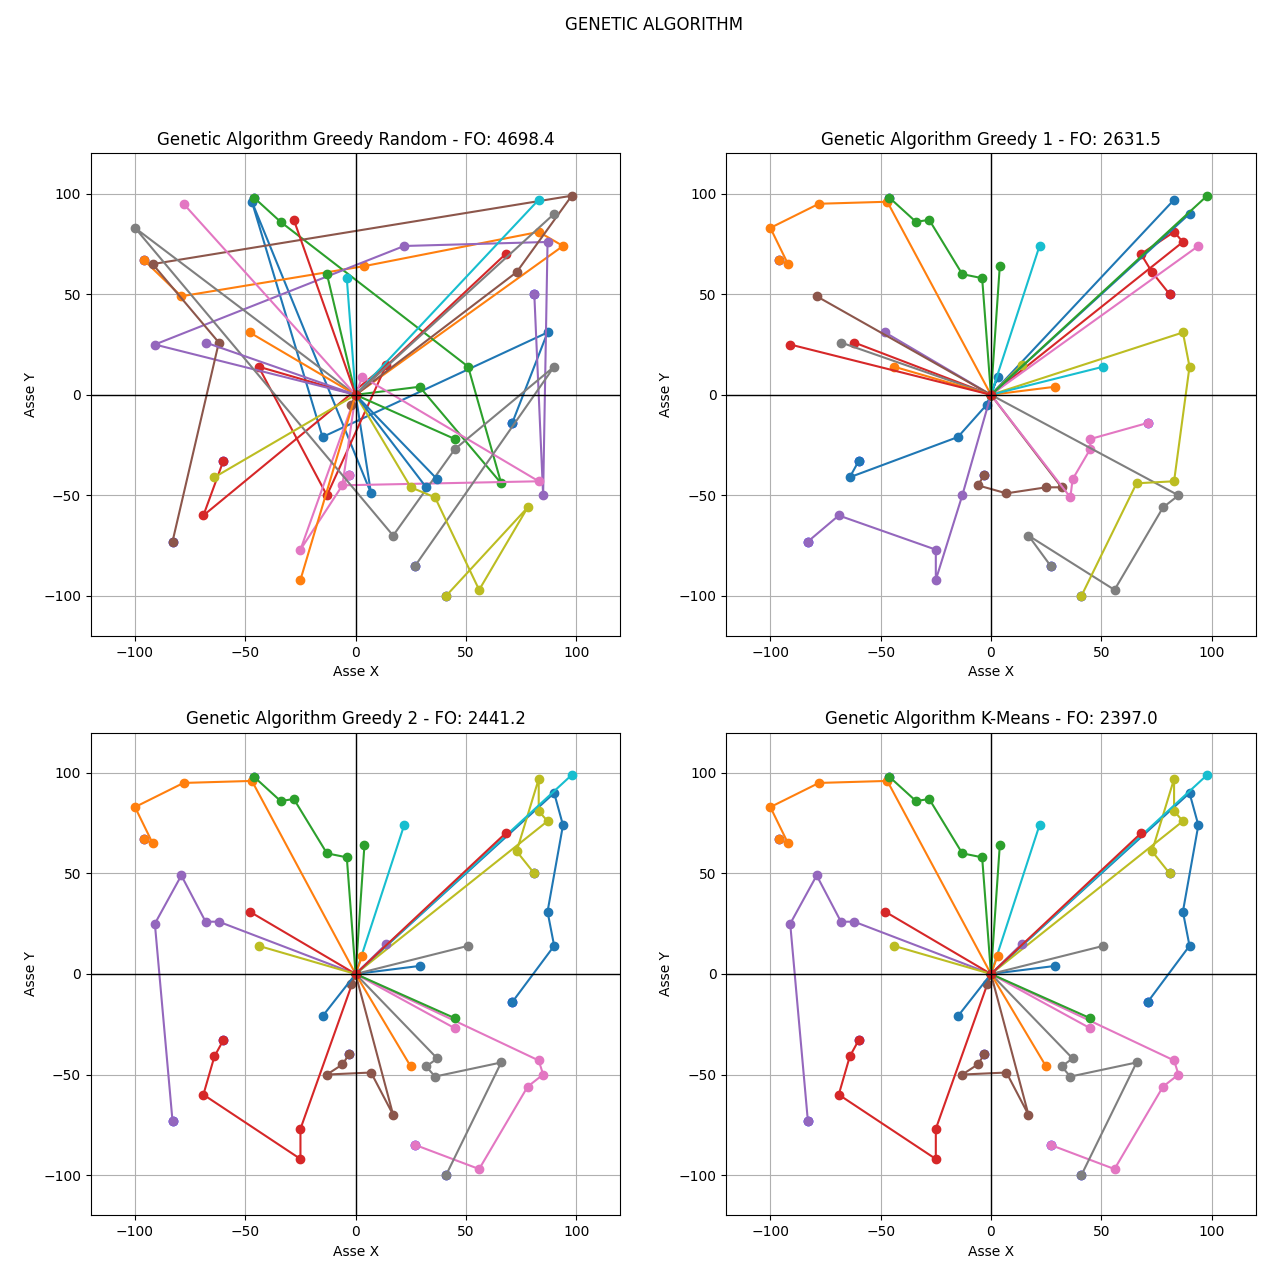 GENETIC ALGORITHM
Genetic Algorithm Greedy Random - FO: 4698.4
100
50
0
−50
−100
Asse Y
−100 −50 0 50 100
Asse X
Genetic Algorithm Greedy 1 - FO: 2631.5
100
50
0
−50
−100
Asse Y
−100 −50 0 50 100
Asse X
Genetic Algorithm Greedy 2 - FO: 2441.2
100
50
0
−50
−100
Asse Y
−100 −50 0 50 100
Asse X
Genetic Algorithm K-Means - FO: 2397.0
100
50
0
−50
−100
Asse Y
−100 −50 0 50 100
Asse X